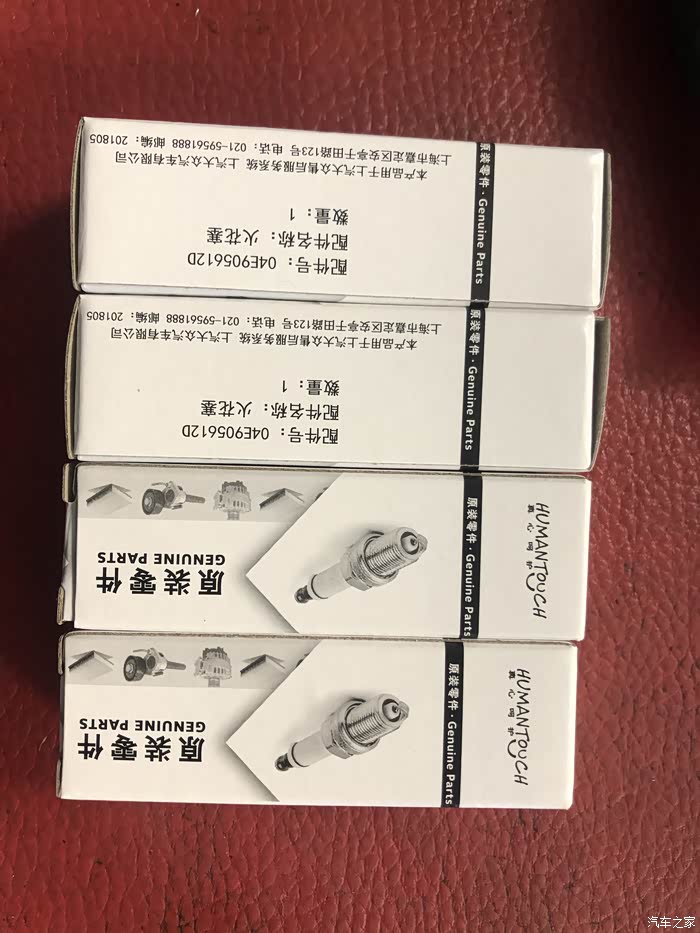 配件号: 04E905612D
配件名称: 火花塞
数量: 1
本产品用于上汽大众售后服务系统 上汽大众汽车有限公司
上海市嘉定区安亭于田路123号 电话: 021-59561888 邮编: 201805
原装零件 · Genuine Parts
配件号: 04E905612D
配件名称: 火花塞
数量: 1
本产品用于上汽大众售后服务系统 上汽大众汽车有限公司
上海市嘉定区安亭于田路123号 电话: 021-59561888 邮编: 201805
原装零件 · Genuine Parts
原装零件
GENUINE PARTS
原装零件 · Genuine Parts
HUMANTOUCH
真心呵护
原装零件
GENUINE PARTS
原装零件 · Genuine Parts
HUMANTOUCH
真心呵护
汽车之家